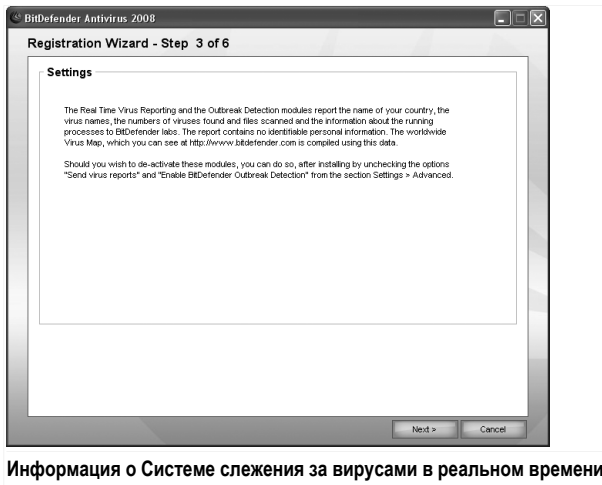 BitDefender Antivirus 2008
Registration Wizard - Step 3 of 6
Settings
The Real Time Virus Reporting and the Outbreak Detection modules report the name of your country, the
virus names, the numbers of viruses found and files scanned and the information about the running
processes to BitDefender labs. The report contains no identifiable personal information. The worldwide
Virus Map, which you can see at http://www.bitdefender.com is compiled using this data.
Should you wish to de-activate these modules, you can do so, after installing by unchecking the options
"Send virus reports" and "Enable BitDefender Outbreak Detection" from the section Settings > Advanced.
Next >
Cancel
Информация о Системе слежения за вирусами в реальном времени